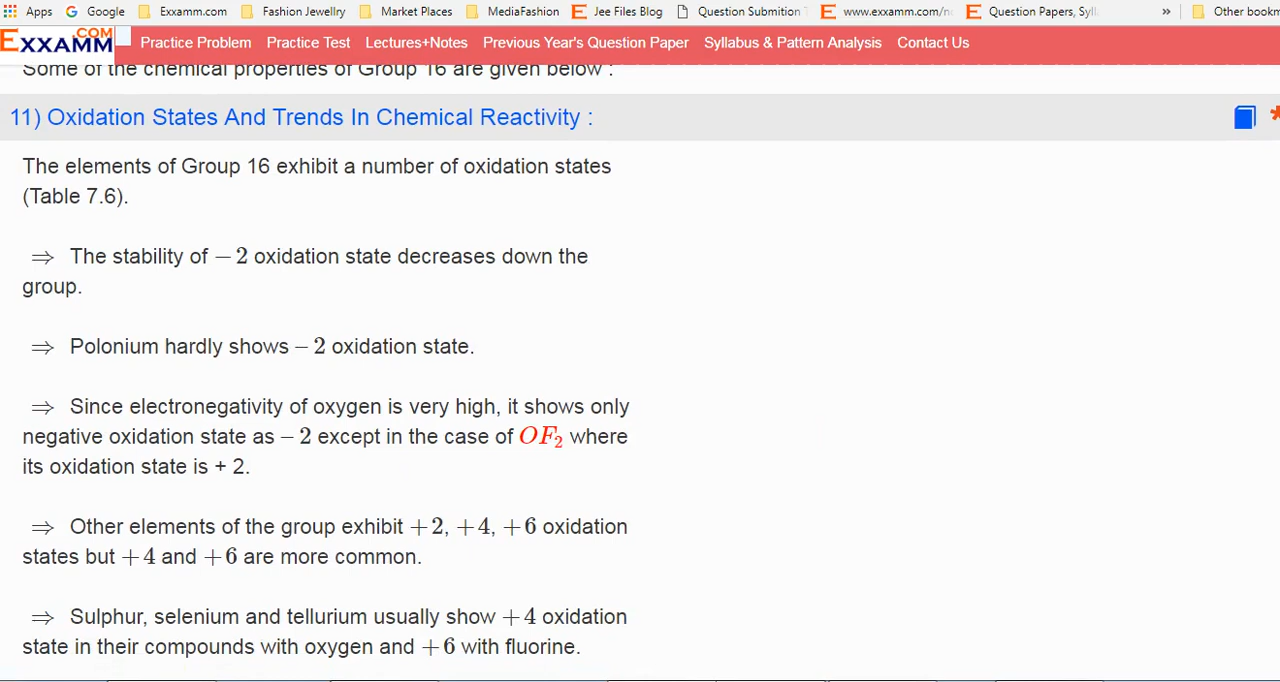 Apps Google Exxamm.com Fashion Jewellry Market Places MediaFashion Jee Files Blog Question Submition www.exxamm.com/n Question Papers, Syll » Other bookm
EXXAMM .COM Practice Problem Practice Test Lectures+Notes Previous Year's Question Paper Syllabus & Pattern Analysis Contact Us
Some of the chemical properties of Group 16 are given below :
11) Oxidation States And Trends In Chemical Reactivity :
The elements of Group 16 exhibit a number of oxidation states
(Table 7.6).
⇒ The stability of −2 oxidation state decreases down the
group.
⇒ Polonium hardly shows −2 oxidation state.
⇒ Since electronegativity of oxygen is very high, it shows only
negative oxidation state as −2 except in the case of OF₂ where
its oxidation state is + 2.
⇒ Other elements of the group exhibit +2, +4, +6 oxidation
states but +4 and +6 are more common.
⇒ Sulphur, selenium and tellurium usually show +4 oxidation
state in their compounds with oxygen and +6 with fluorine.